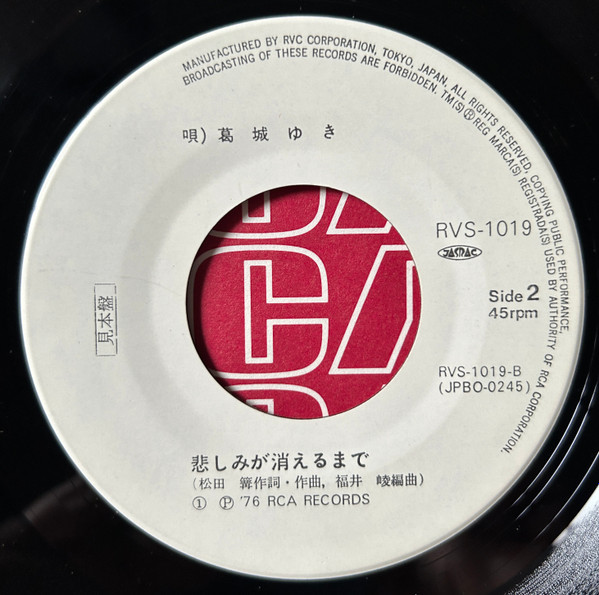 MANUFACTURED BY RVC CORPORATION, TOKYO, JAPAN, ALL RIGHTS RESERVED, COPYING PUBLIC PERFORMANCE,
BROADCASTING OF THESE RECORDS ARE FORBIDDEN. TM(S)Ⓡ REG MARCA(S) REGISTRADA(S) USED BY AUTHORITY OF RCA CORPORATION.
唄) 葛城ゆき
RVS-1019
JASRAC
Side 2
45rpm
見本盤
RVS-1019-B
(JPBO-0245)
悲しみが消えるまで
(松田 篝作詞・作曲, 福井 崚編曲)
① Ⓟ '76 RCA RECORDS